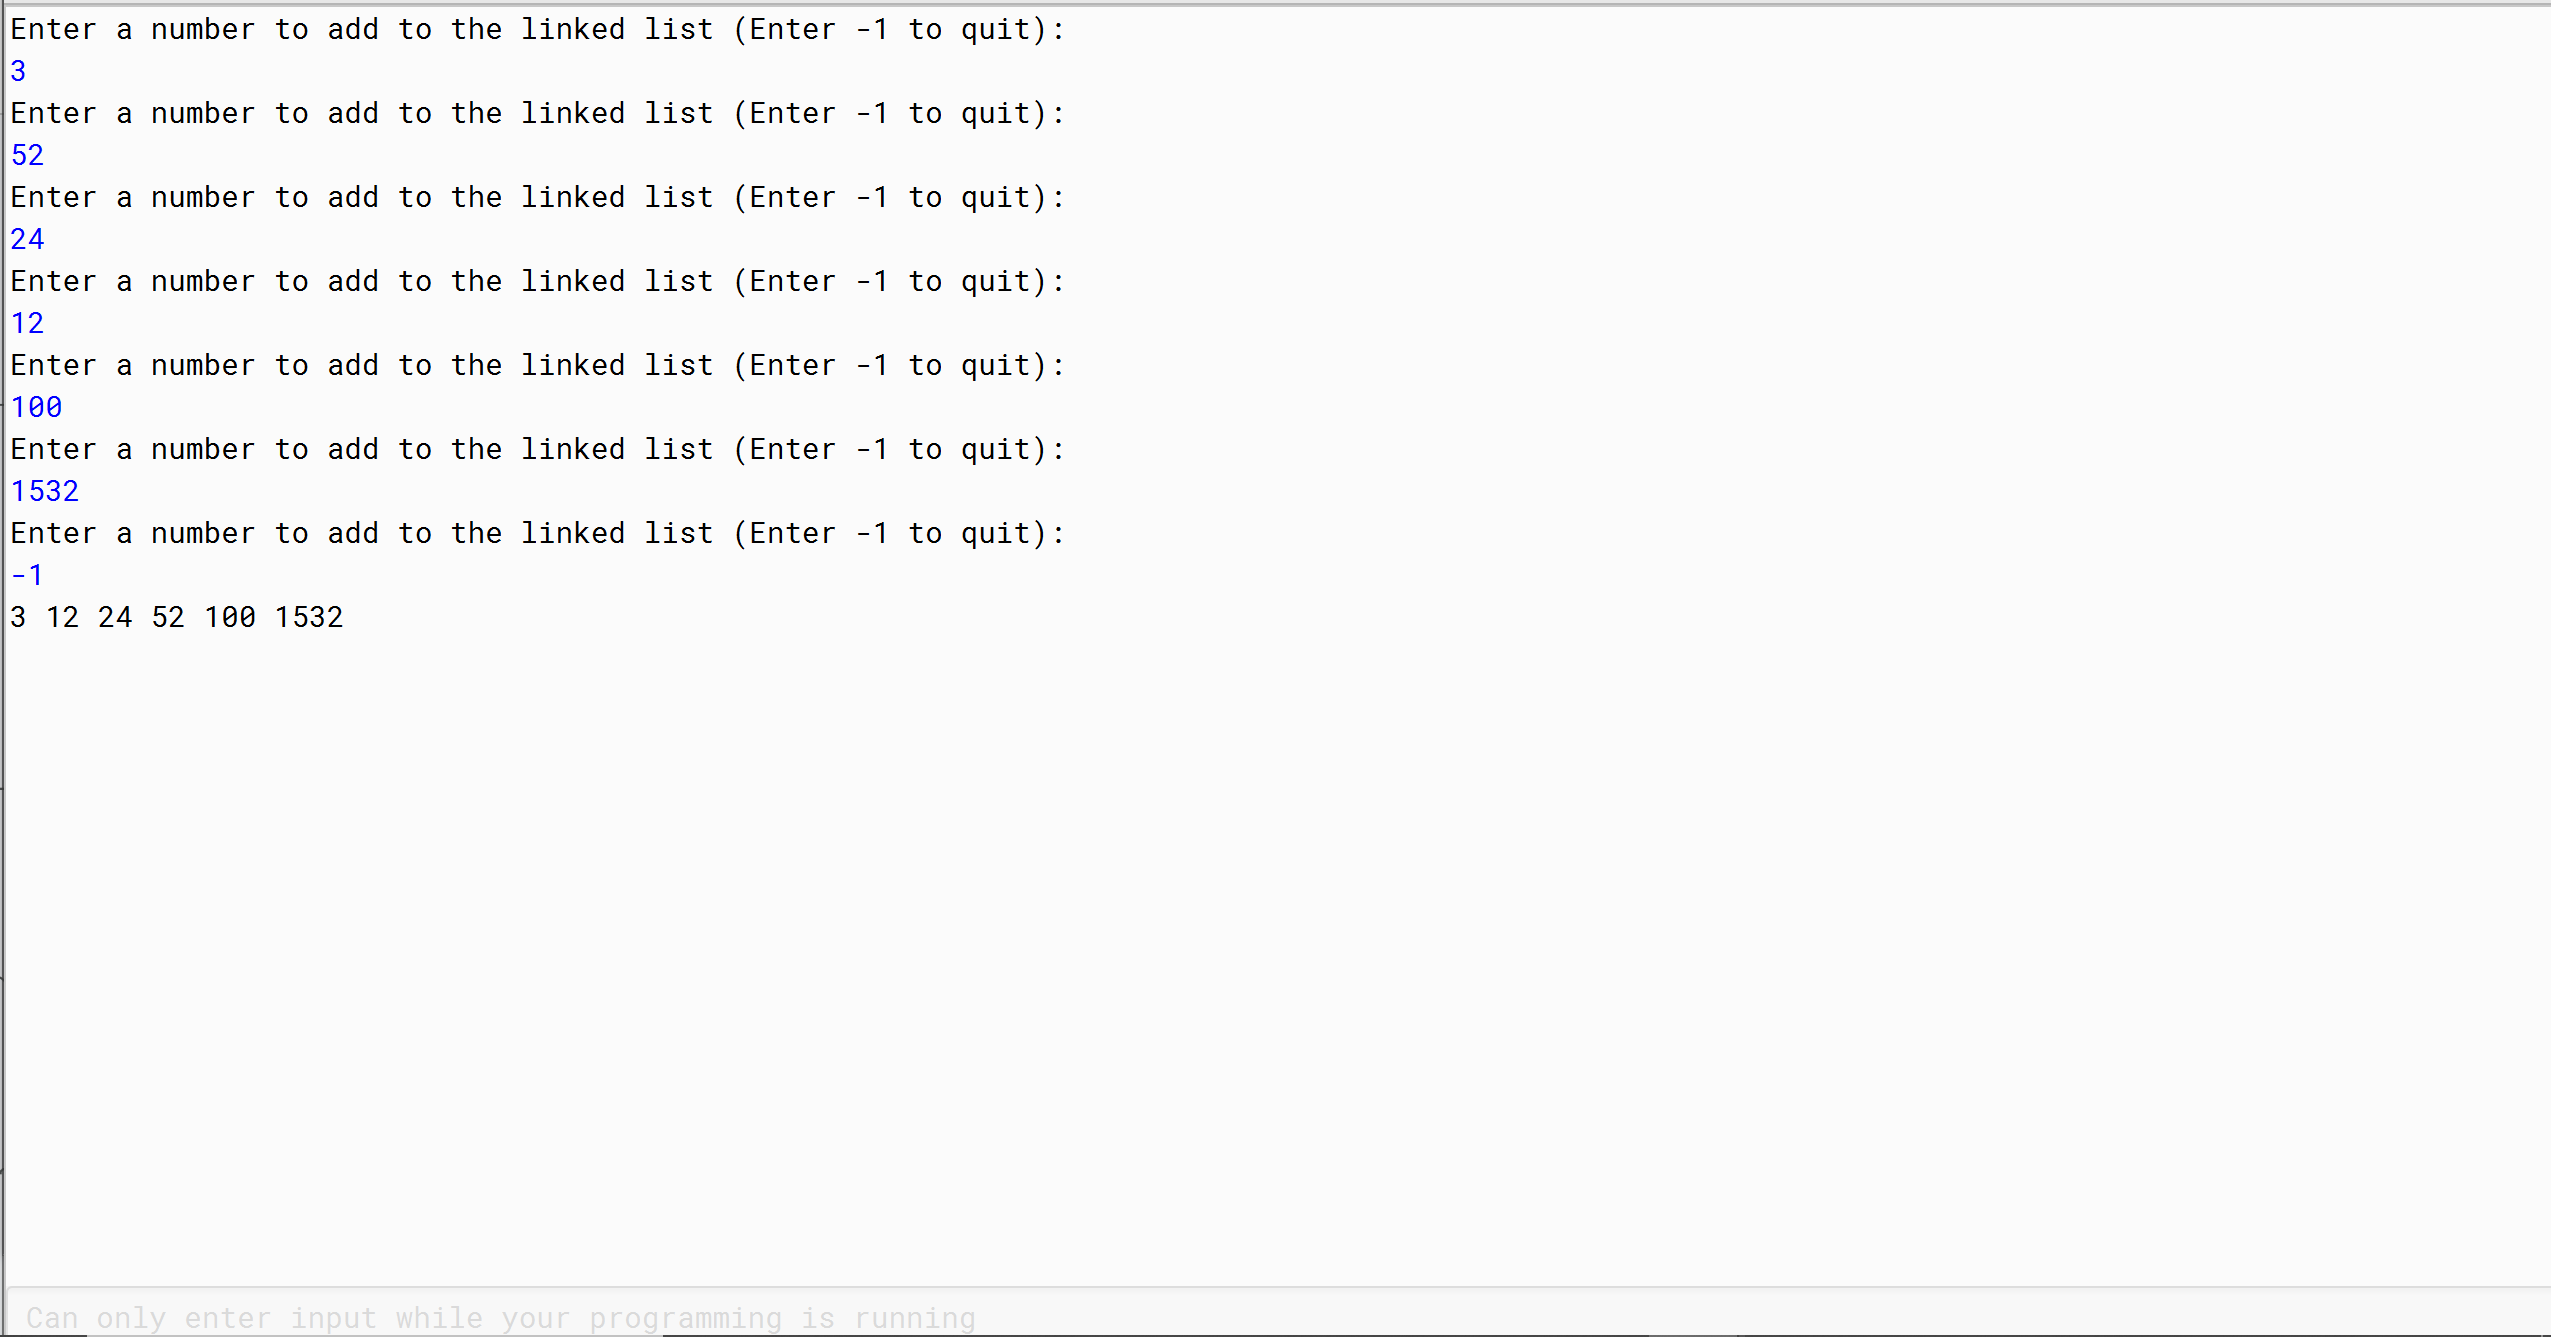 Enter a number to add to the linked list (Enter -1 to quit):
3
Enter a number to add to the linked list (Enter -1 to quit):
52
Enter a number to add to the linked list (Enter -1 to quit):
24
Enter a number to add to the linked list (Enter -1 to quit):
12
Enter a number to add to the linked list (Enter -1 to quit):
100
Enter a number to add to the linked list (Enter -1 to quit):
1532
Enter a number to add to the linked list (Enter -1 to quit):
-1
3 12 24 52 100 1532
Can only enter input while your programming is running